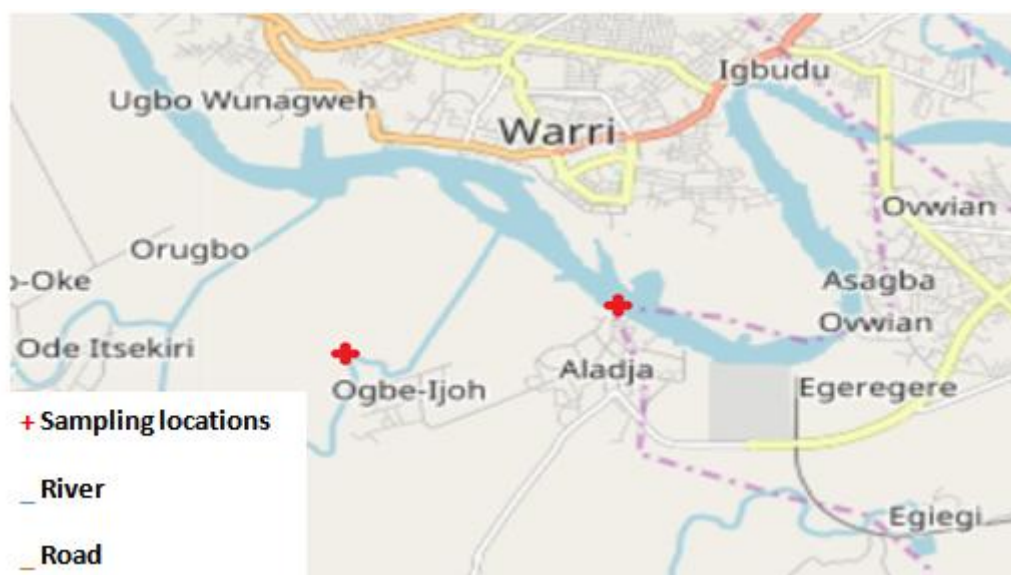 Igbudu
Ugbo Wunagweh
Warri
Ovwian
Orugbo
o-Oke
Asagba
Ovwian
Ode Itsekiri
Aladja
Ogbe-Ijoh
Egeregere
+ Sampling locations
_ River
Egiegi
_ Road